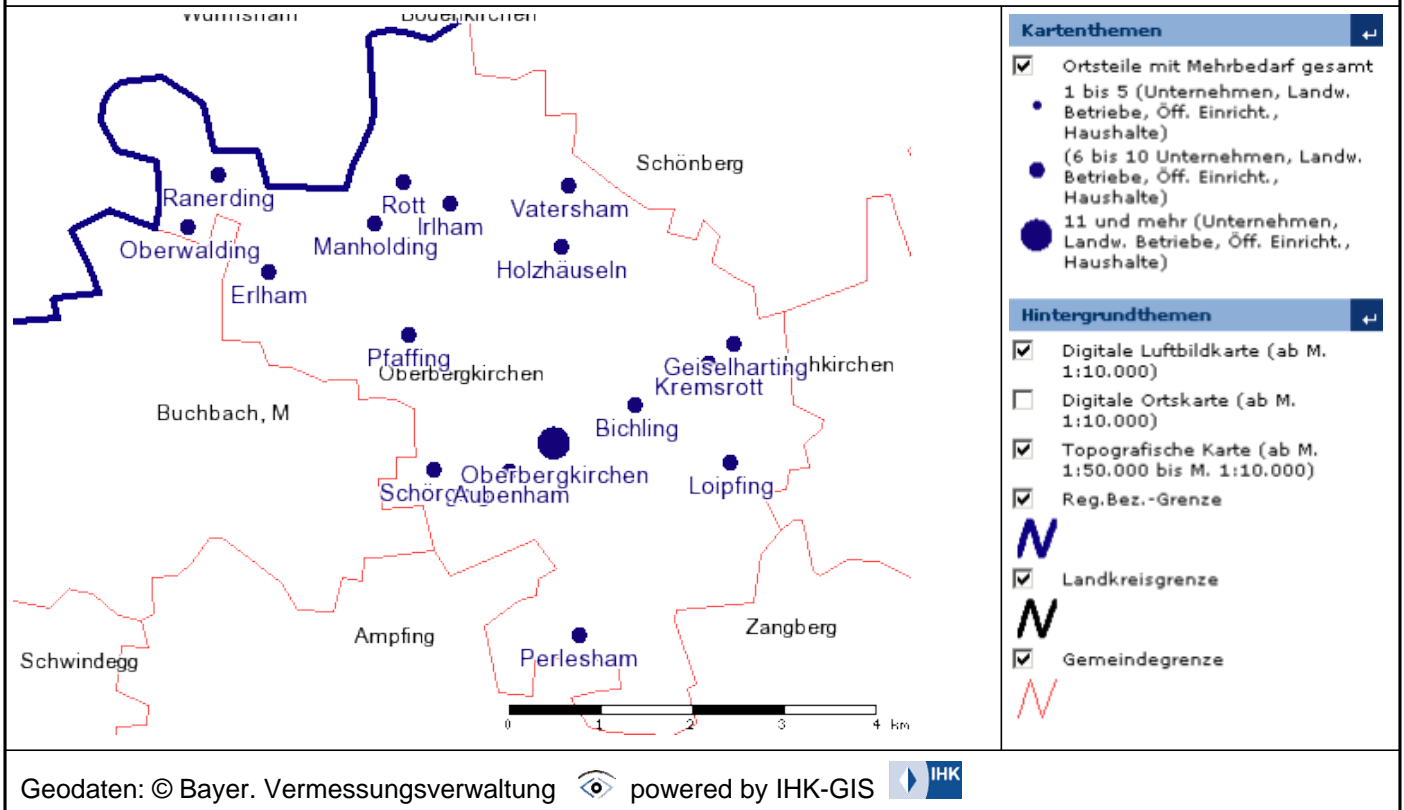 Schönberg
Ranerding
Rott
Irlham
Vatersham
Oberwalding
Manholding
Holzhäuseln
Erlham
Pfaffing
Oberbergkirchen
Geiselharting
hkirchen
Kremsrott
Buchbach, M
Bichling
Oberbergkirchen
Aubenham
Loipfing
Ampfing
Zangberg
Schwindegg
Perlesham
0 1 2 3 4 km
Kartenthemen
Ortsteile mit Mehrbedarf gesamt
1 bis 5 (Unternehmen, Landw.
Betriebe, Öff. Einricht.,
Haushalte)
(6 bis 10 Unternehmen, Landw.
Betriebe, Öff. Einricht.,
Haushalte)
11 und mehr (Unternehmen,
Landw. Betriebe, Öff. Einricht.,
Haushalte)
Hintergrundthemen
Digitale Luftbildkarte (ab M.
1:10.000)
Digitale Ortskarte (ab M.
1:10.000)
Topografische Karte (ab M.
1:50.000 bis M. 1:10.000)
Reg.Bez.-Grenze
Landkreisgrenze
Gemeindegrenze
Geodaten: © Bayer. Vermessungsverwaltung powered by IHK-GIS IHK